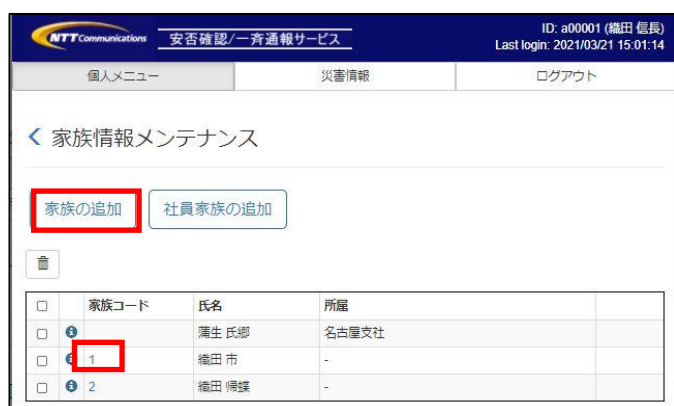 NTT Communications 安否確認/一斉通報サービス
ID: a00001 (織田 信長)
Last login: 2021/03/21 15:01:14
個人メニュー 災害情報 ログアウト
家族情報メンテナンス
家族の追加 社員家族の追加
家族コード 氏名 所属
蒲生 氏郷 名古屋支社
1 織田 市 -
2 織田 帰蝶 -